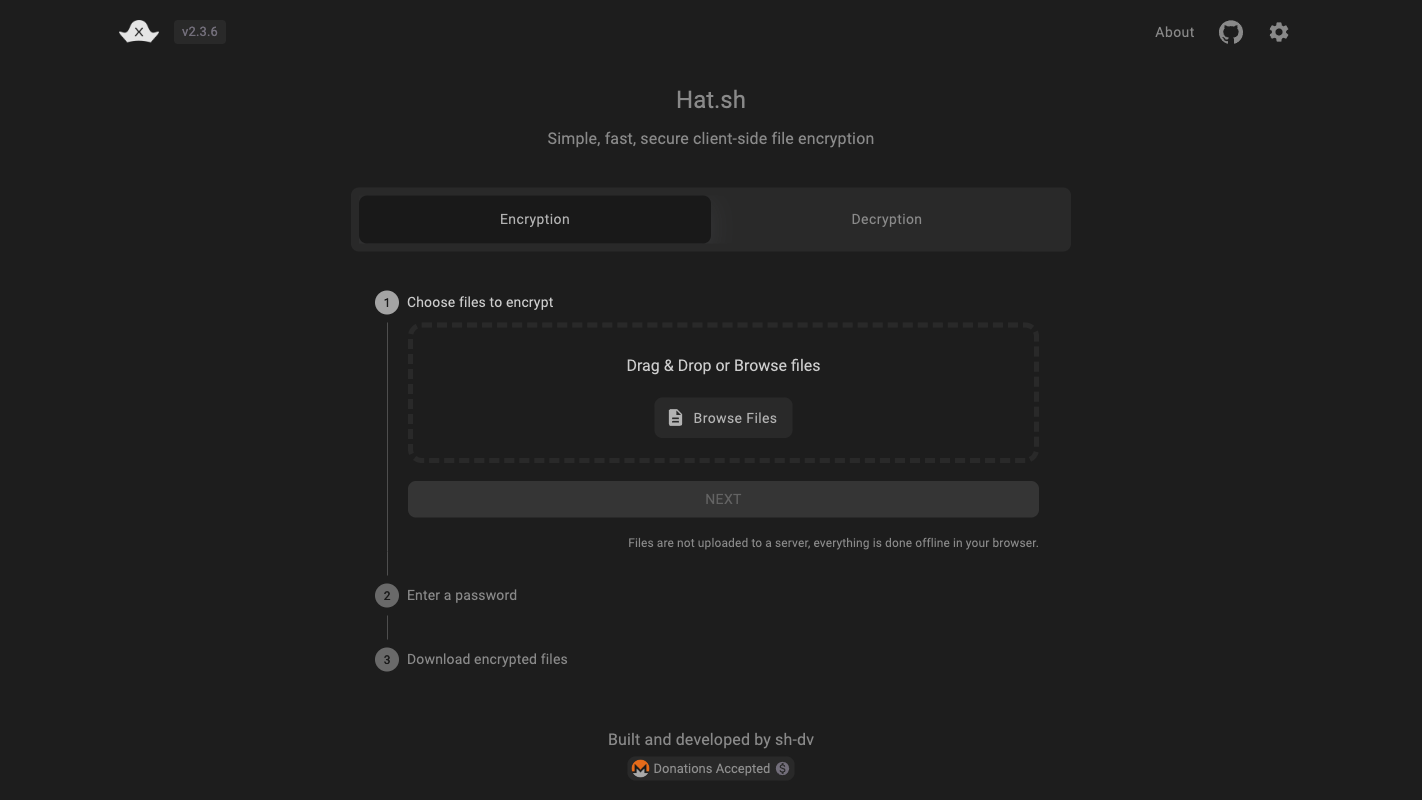 X
v2.3.6
About
Hat.sh
Simple, fast, secure client-side file encryption
Encryption
Decryption
1 Choose files to encrypt
Drag & Drop or Browse files
Browse Files
NEXT
Files are not uploaded to a server, everything is done offline in your browser.
2 Enter a password
3 Download encrypted files
Built and developed by sh-dv
Donations Accepted $